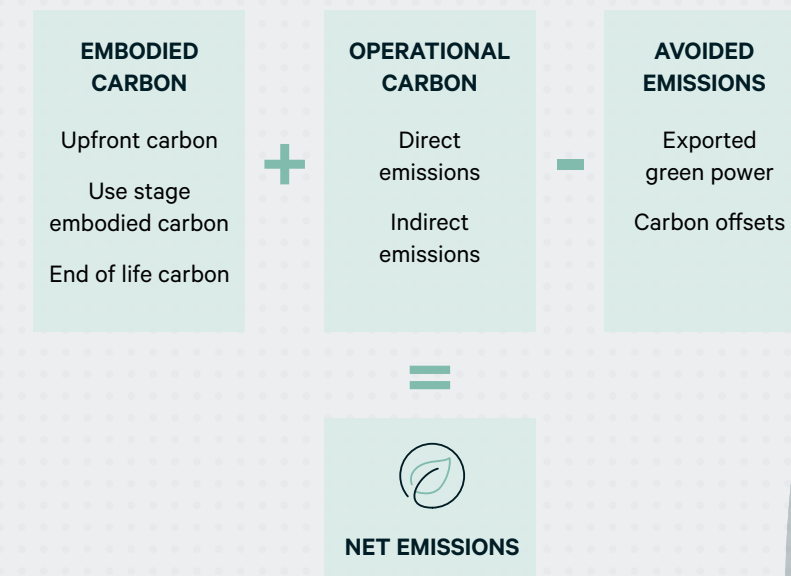 EMBODIED
CARBON
Upfront carbon
Use stage
embodied carbon
End of life carbon
+
OPERATIONAL
CARBON
Direct
emissions
Indirect
emissions
-
AVOIDED
EMISSIONS
Exported
green power
Carbon offsets
=
NET EMISSIONS